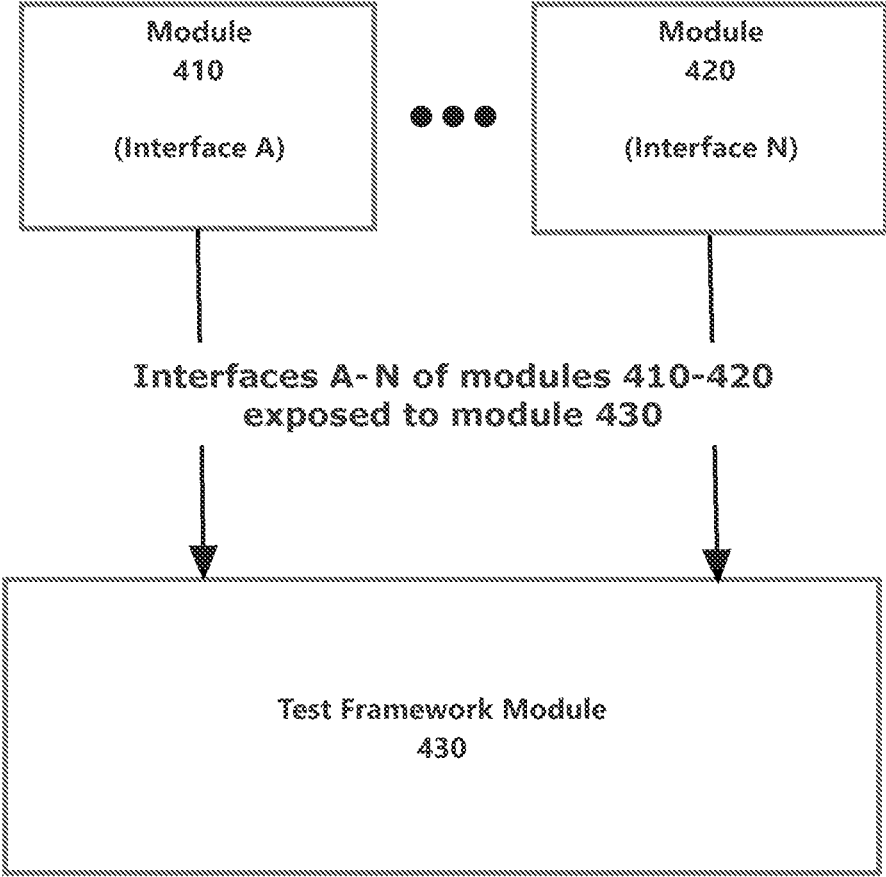 Module
410
(Interface A)
Module
420
(Interface N)
Interfaces A-N of modules 410-420
exposed to module 430
Test Framework Module
430